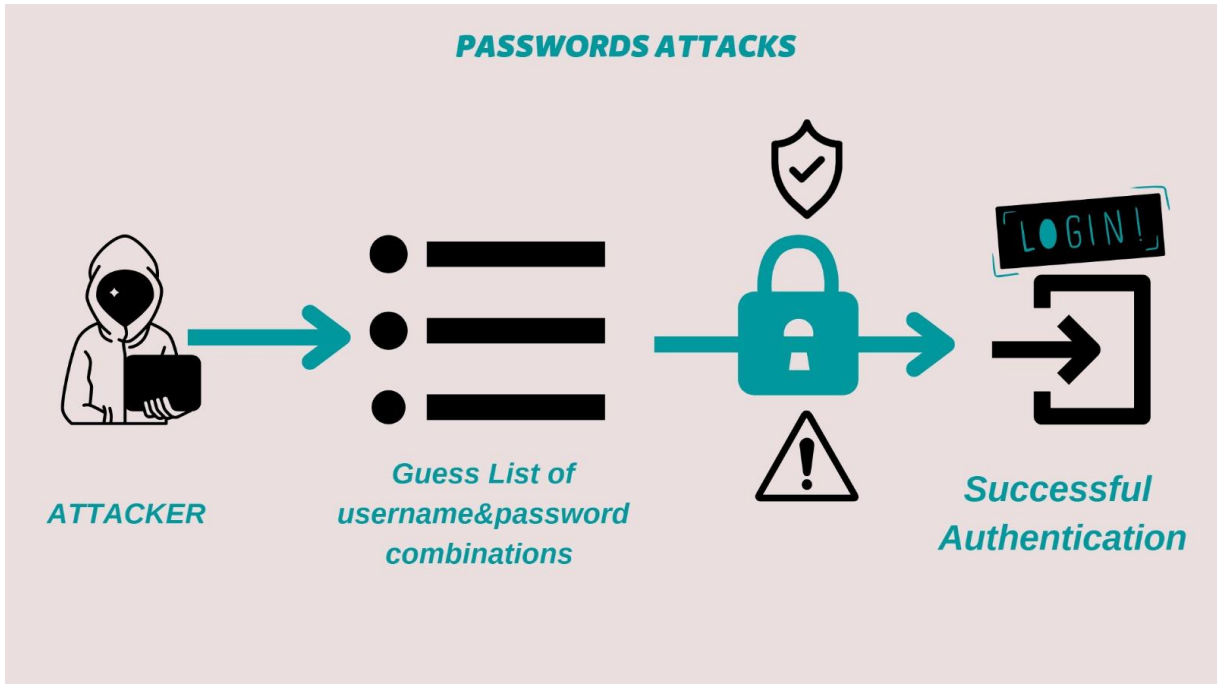 PASSWORDS ATTACKS
LOGIN!
ATTACKER
Guess List of
username&password
combinations
Successful
Authentication